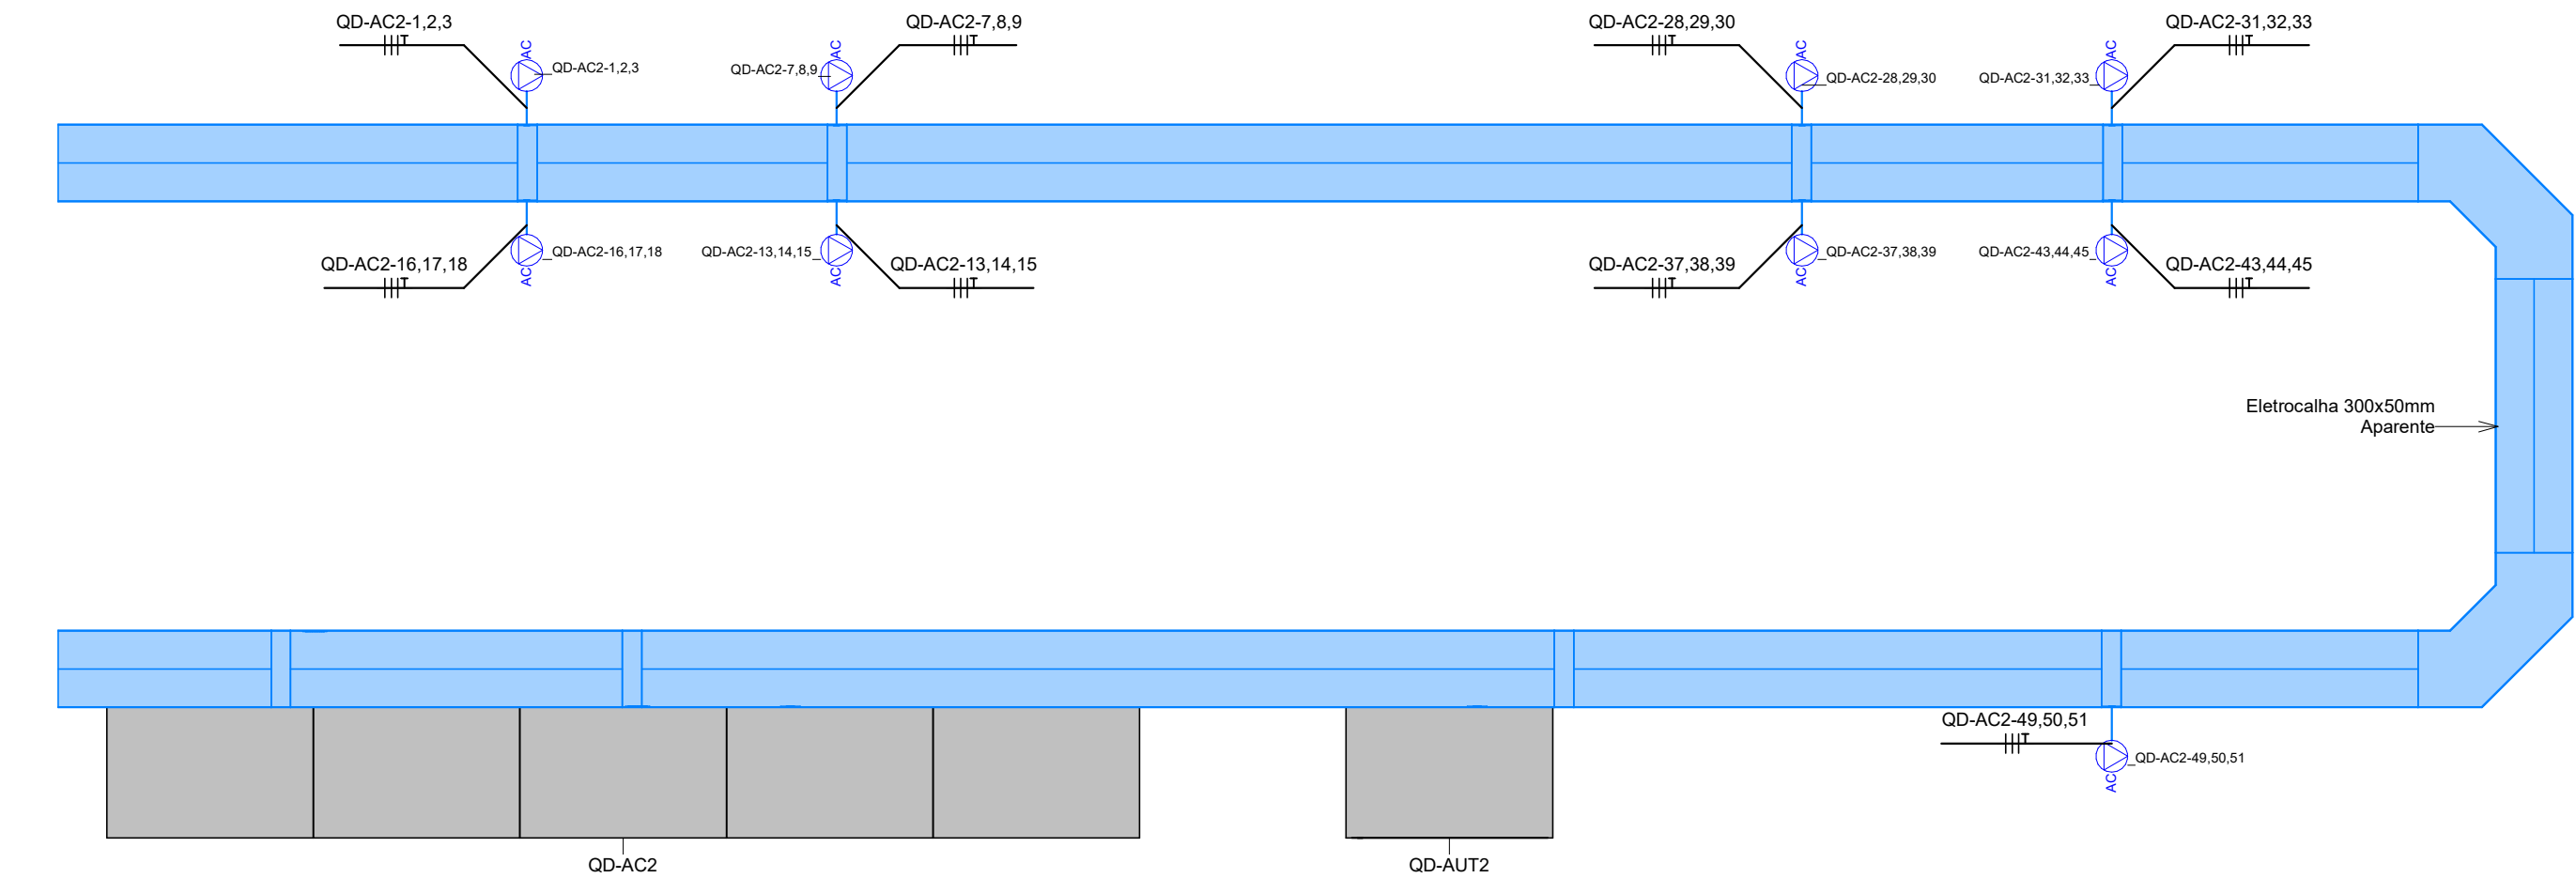 QD-AC2-1,2,3
QD-AC2-7,8,9
QD-AC2-28,29,30
QD-AC2-31,32,33
T
T
T
T
AC
AC
AC
AC
QD-AC2-1,2,3
QD-AC2-7,8,9
QD-AC2-28,29,30
QD-AC2-31,32,33
QD-AC2-16,17,18
QD-AC2-13,14,15
QD-AC2-37,38,39
QD-AC2-43,44,45
QD-AC2-16,17,18
QD-AC2-13,14,15
QD-AC2-37,38,39
QD-AC2-43,44,45
T
T
T
T
AC
AC
AC
AC
Eletrocalha 300x50mm
Aparente
QD-AC2-49,50,51
T
QD-AC2-49,50,51
AC
QD-AC2
QD-AUT2